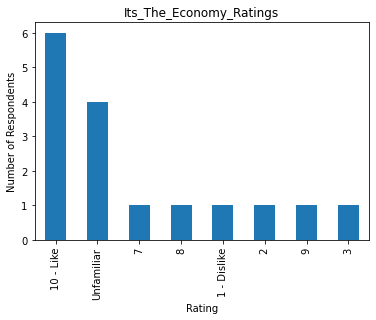 Its_The_Economy_Ratings
Number of Respondents
6
5
4
3
2
1
0
10 - Like
Unfamiliar
7
8
1 - Dislike
2
9
3
Rating